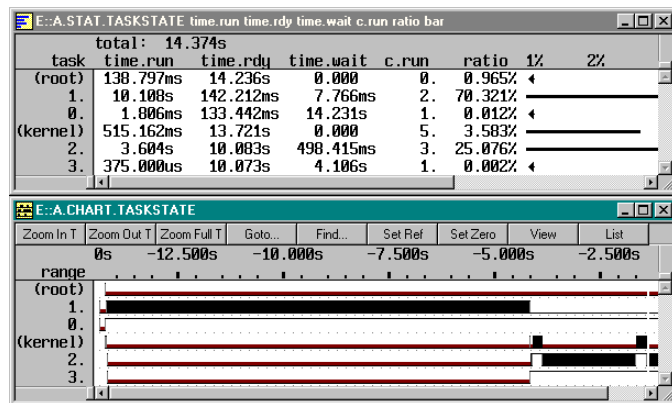 E::A.STAT.TASKSTATE time.run time.rdy time.wait c.run ratio bar
total: 14.374s
task time.run time.rdy time.wait c.run ratio 1% 2%
(root) 138.797ms 14.236s 0.000 0. 0.965%
1. 10.108s 142.212ms 7.766ms 2. 70.321%
0. 1.806ms 133.442ms 14.231s 1. 0.012%
(kernel) 515.162ms 13.721s 0.000 5. 3.583%
2. 3.604s 10.083s 498.415ms 3. 25.076%
3. 375.000us 10.073s 4.106s 1. 0.002%
E::A.CHART.TASKSTATE
Zoom In T Zoom Out T Zoom Full T Goto... Find... Set Ref Set Zero View List
0s -12.500s -10.000s -7.500s -5.000s -2.500s
range
(root)
1.
0.
(kernel)
2.
3.